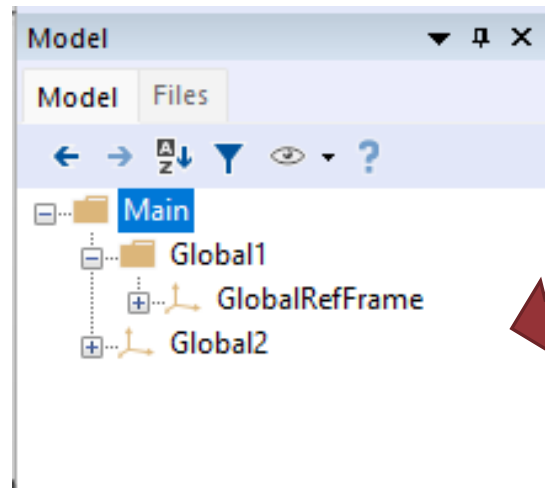 Model
Model Files
A Z ?
Main
Global1
GlobalRefFrame
Global2